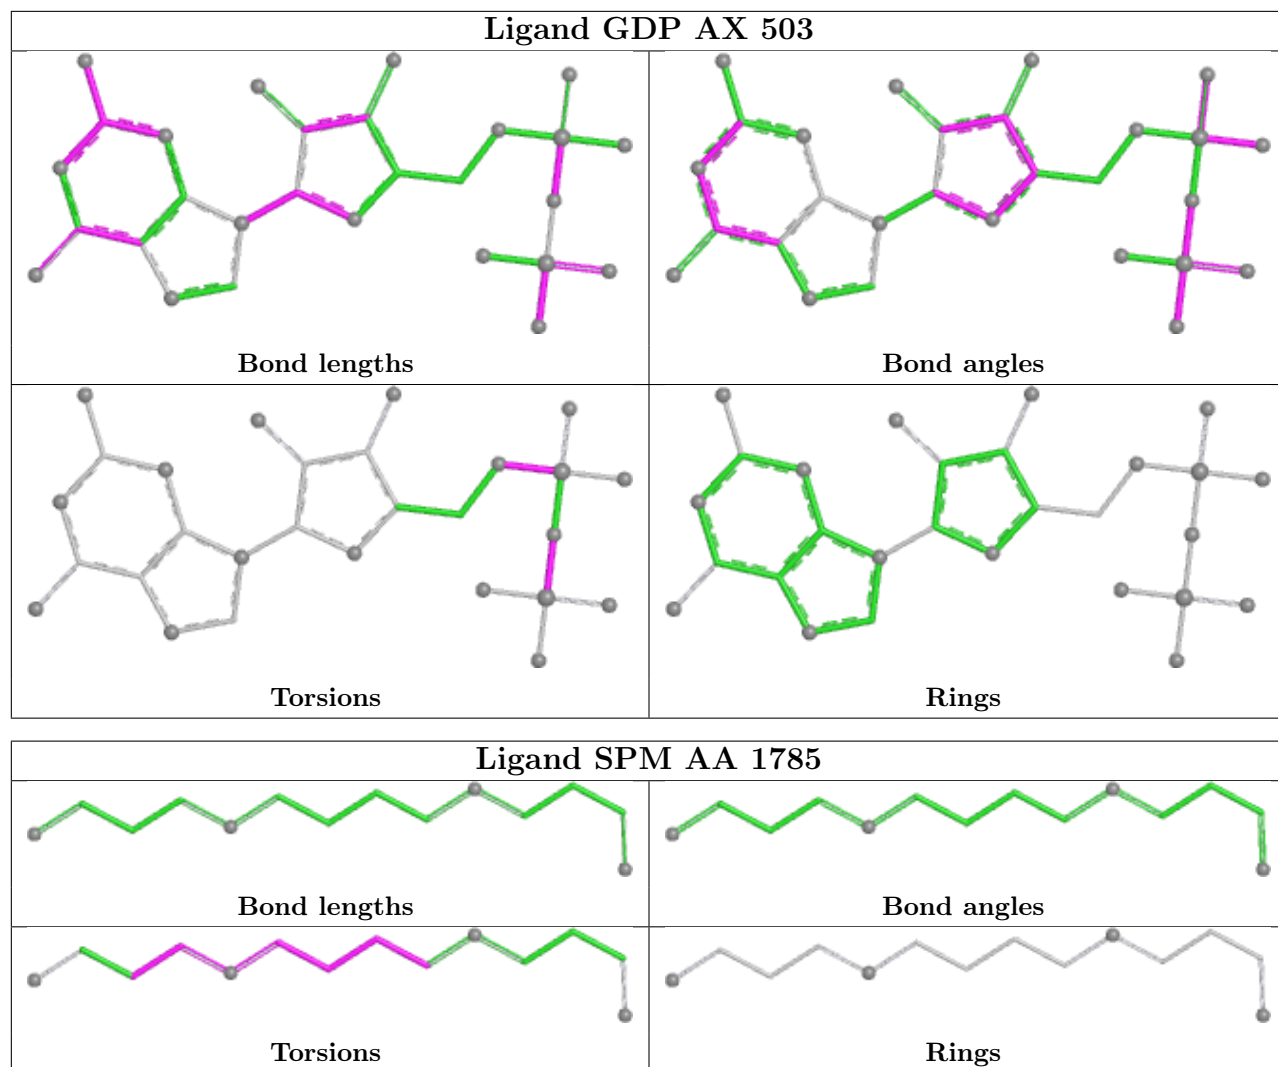 Ligand GDP AX 503
Bond lengths
Bond angles
Torsions
Rings
Ligand SPM AA 1785
Bond lengths
Bond angles
Torsions
Rings